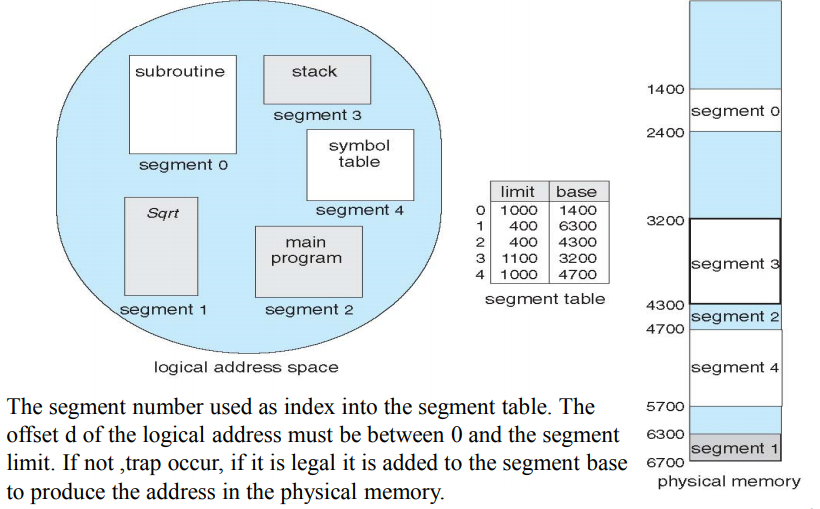 subroutine
segment 0
stack
segment 3
symbol
table
segment 4
Sqrt
segment 1
main
program
segment 2
logical address space
limit base
0 1000 1400
1 400 6300
2 400 4300
3 1100 3200
4 1000 4700
segment table
1400
segment 0
2400
3200
segment 3
4300
segment 2
4700
segment 4
5700
6300
segment 1
6700
physical memory
The segment number used as index into the segment table. The
offset d of the logical address must be between 0 and the segment
limit. If not ,trap occur, if it is legal it is added to the segment base
to produce the address in the physical memory.